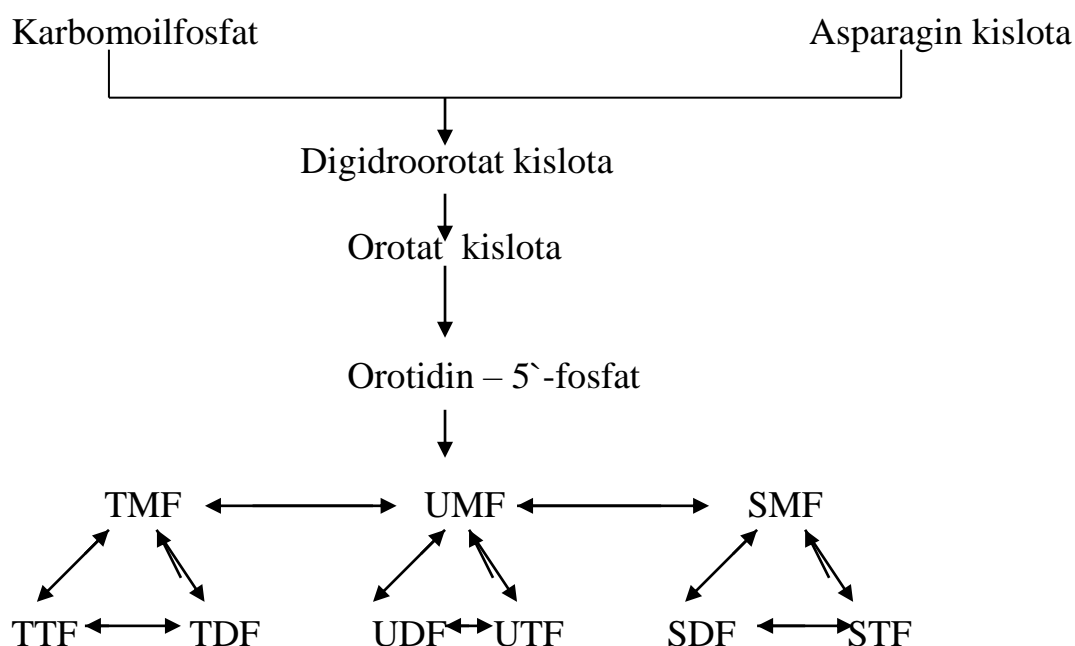 Karbomoilfosfat Asparagin kislota
Digidroorotat kislota
Orotat kislota
Orotidin – 5`-fosfat
TMF UMF SMF
TTF TDF UDF UTF SDF STF